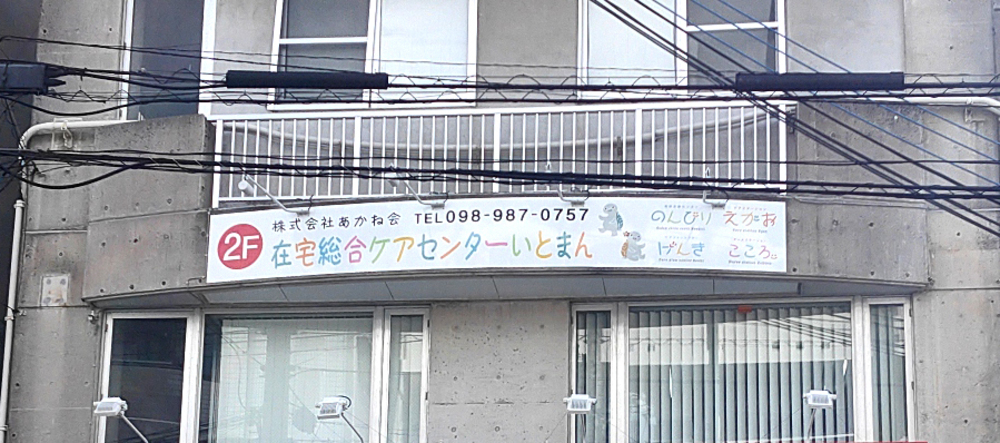 2F
株式会社あかね会 TEL098-987-0757
在宅総合ケアセンターいとまん
のんびり えがお
げんき こころ